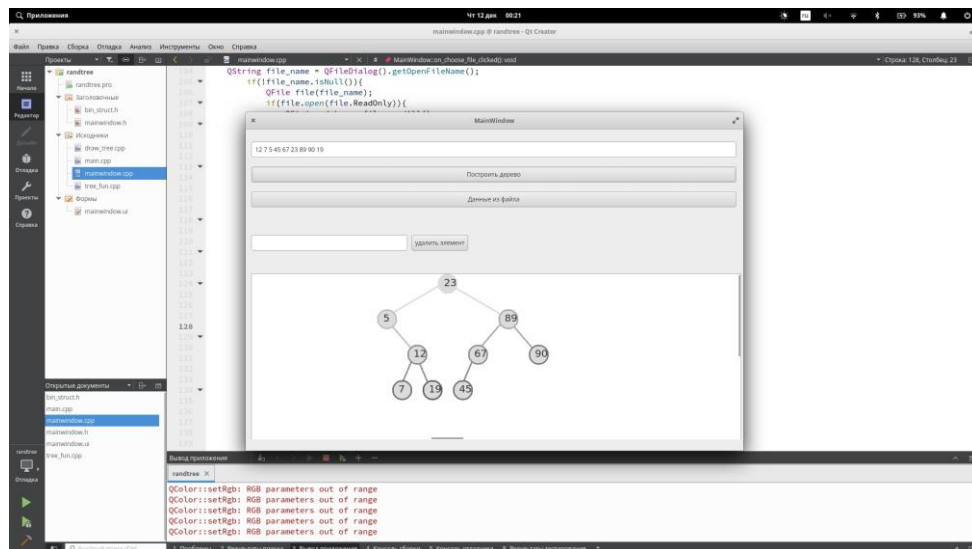 Приложения
Чт 12 дек 00:21
ru
93%
mainwindow.cpp @ randtree - Qt Creator
Файл Правка Сборка Отладка Анализ Инструменты Окно Справка
Проекты
mainwindow.cpp
MainWindow::on_choose_file_clicked(): void
Строка: 128, Столбец: 23
Начало
Редактор
Дизайн
Отладка
Проекты
Справка
randtree
randtree.pro
Заголовочные
bin_struct.h
mainwindow.h
Исходники
draw_tree.cpp
main.cpp
mainwindow.cpp
tree_fun.cpp
Формы
mainwindow.ui
QString file_name = QFileDialog().getOpenFileName();
if(!file_name.isNull()){
QFile file(file_name);
if(file.open(file.ReadOnly)){
128
MainWindow
12 7 5 45 67 23 89 90 19
Построить дерево
Данные из файла
удалить элемент
23
5 89
12 67 90
7 19 45
Открытые документы
bin_struct.h
main.cpp
mainwindow.cpp
mainwindow.h
mainwindow.ui
tree_fun.cpp
randtree
Отладка
Вывод приложения
randtree
QColor::setRgb: RGB parameters out of range
QColor::setRgb: RGB parameters out of range
QColor::setRgb: RGB parameters out of range
QColor::setRgb: RGB parameters out of range
QColor::setRgb: RGB parameters out of range